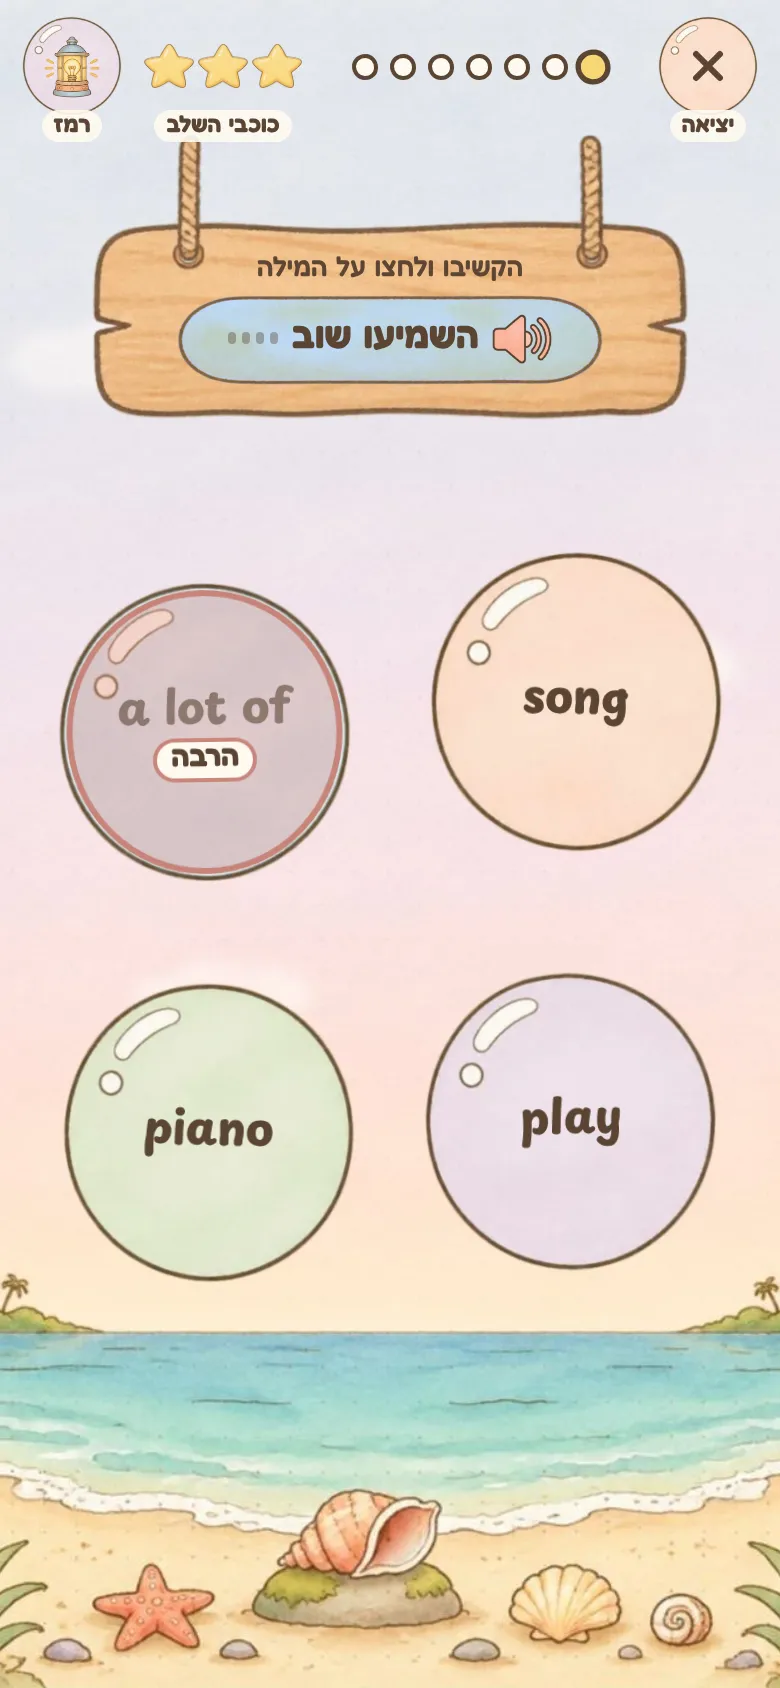 רמז
כוכבי השלב
יציאה
הקשיבו ולחצו על המילה
השמיעו שוב
a lot of
הרבה
song
piano
play